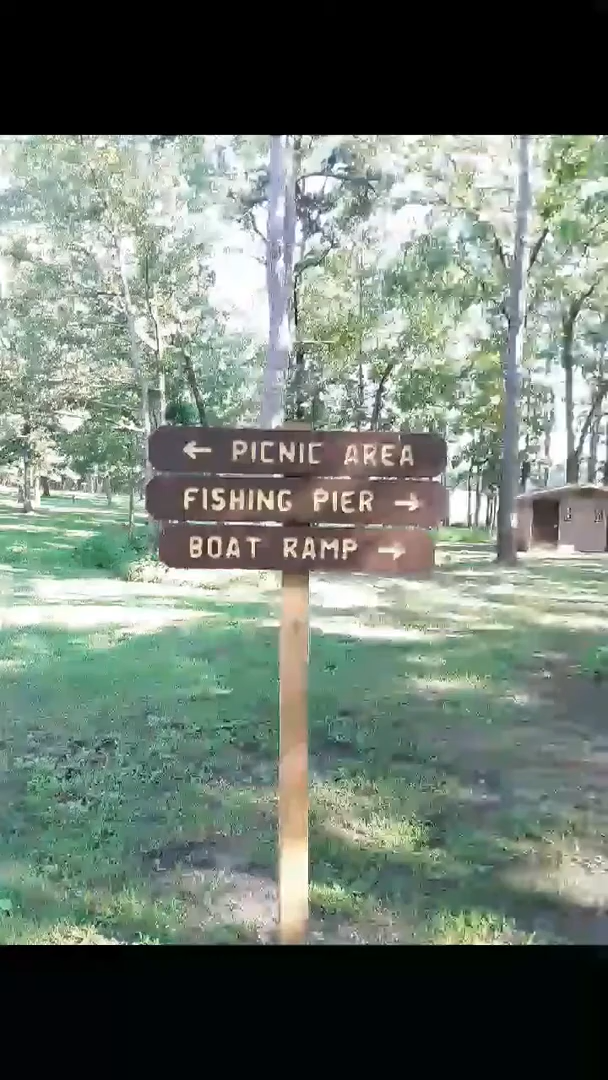 ← PICNIC AREA
FISHING PIER →
BOAT RAMP →